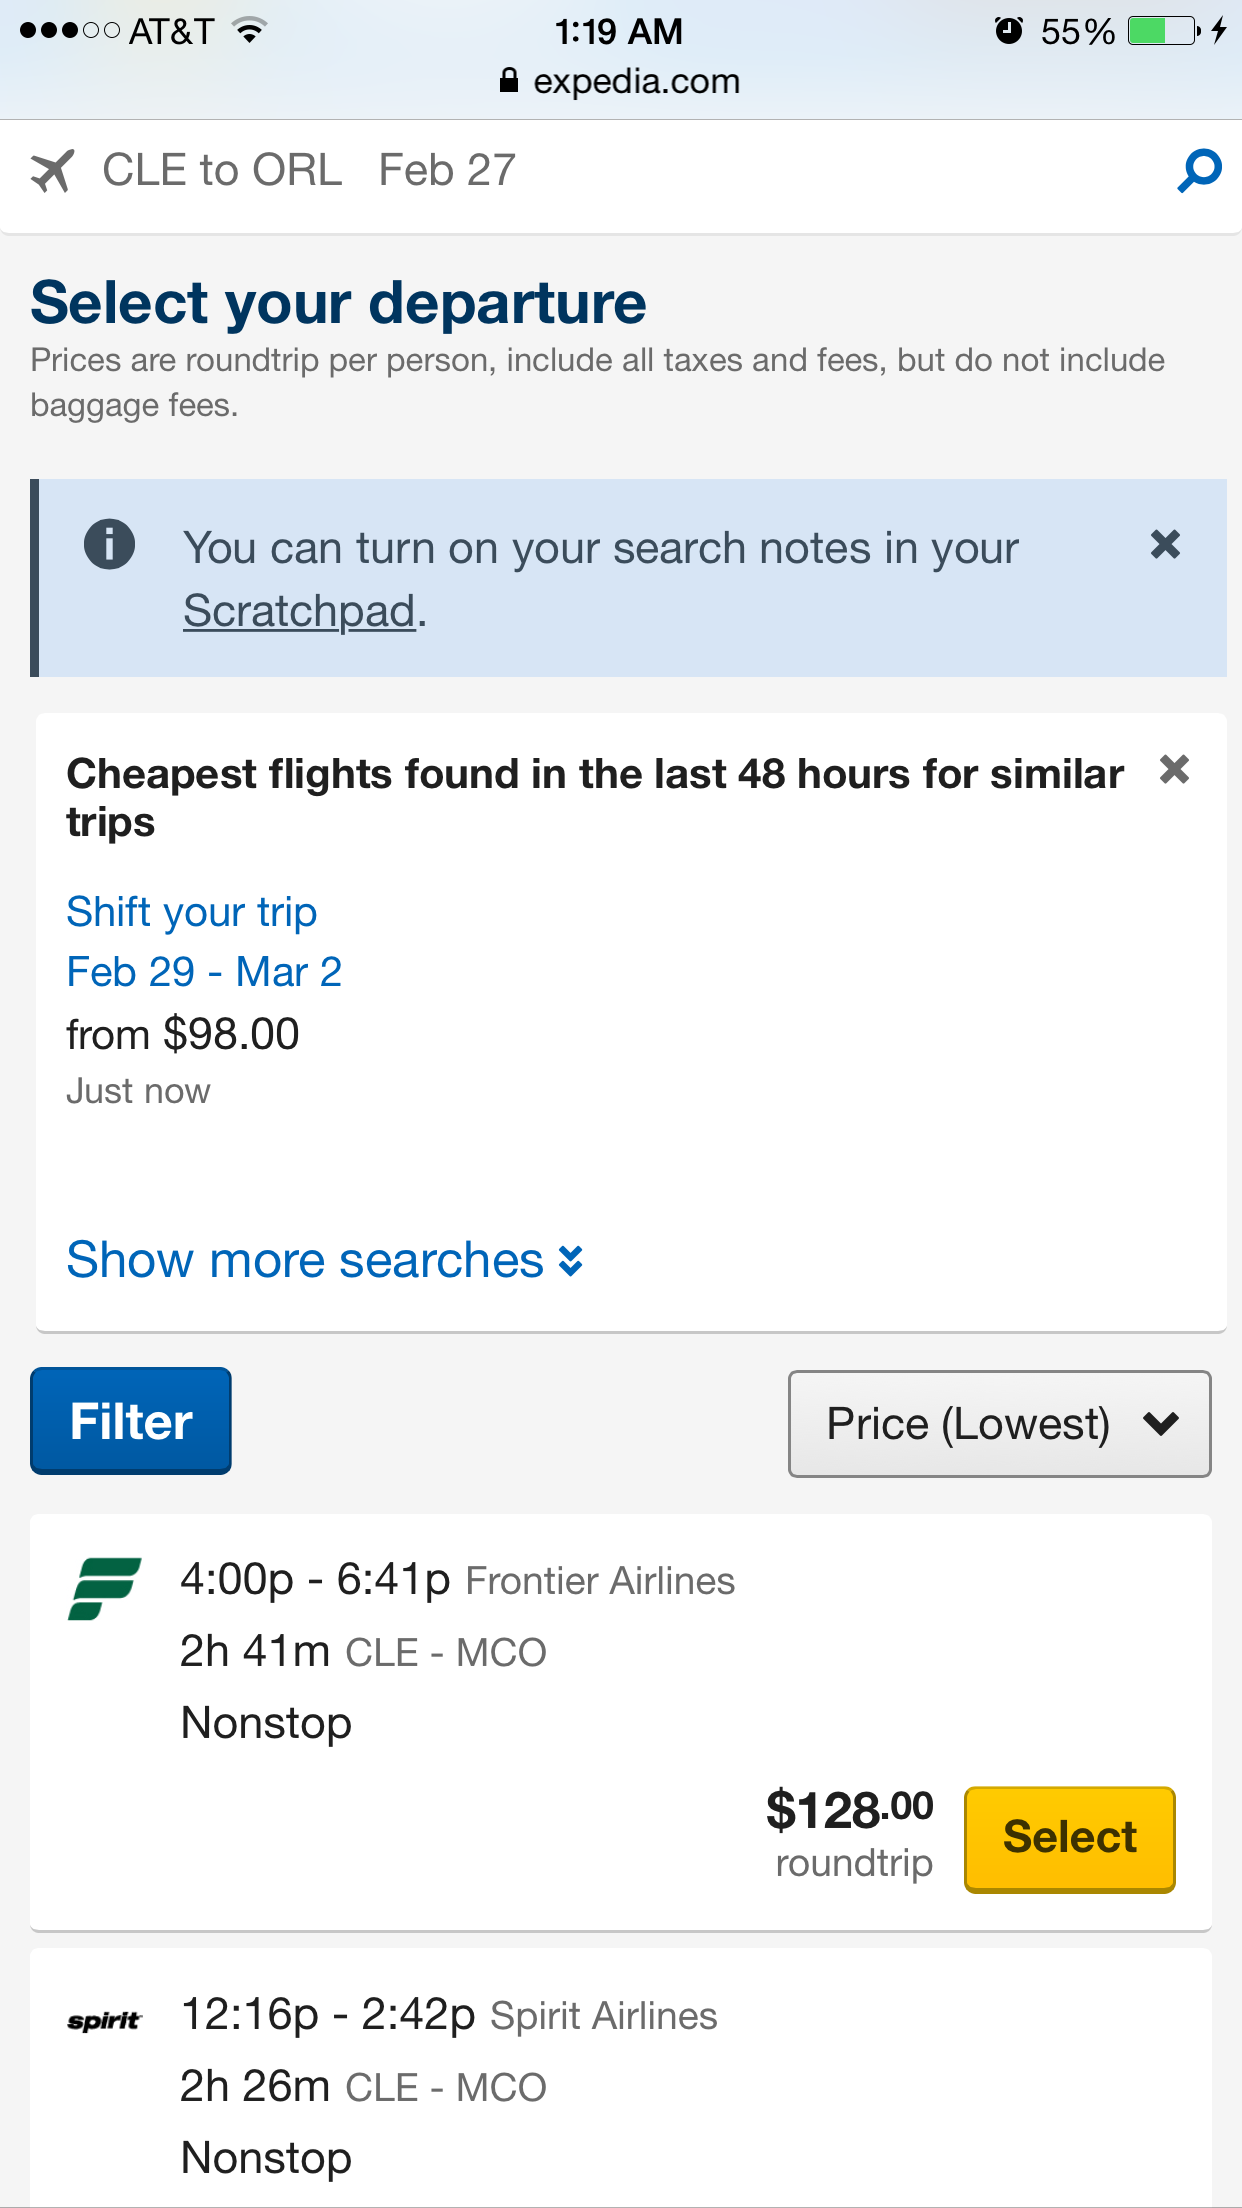 AT&T 1:19 AM 55%
expedia.com
CLE to ORL Feb 27
Select your departure
Prices are roundtrip per person, include all taxes and fees, but do not include
baggage fees.
You can turn on your search notes in your
Scratchpad.
Cheapest flights found in the last 48 hours for similar
trips
Shift your trip
Feb 29 - Mar 2
from $98.00
Just now
Show more searches
Filter Price (Lowest)
4:00p - 6:41p Frontier Airlines
2h 41m CLE - MCO
Nonstop
$128.00
roundtrip
Select
spirit 12:16p - 2:42p Spirit Airlines
2h 26m CLE - MCO
Nonstop